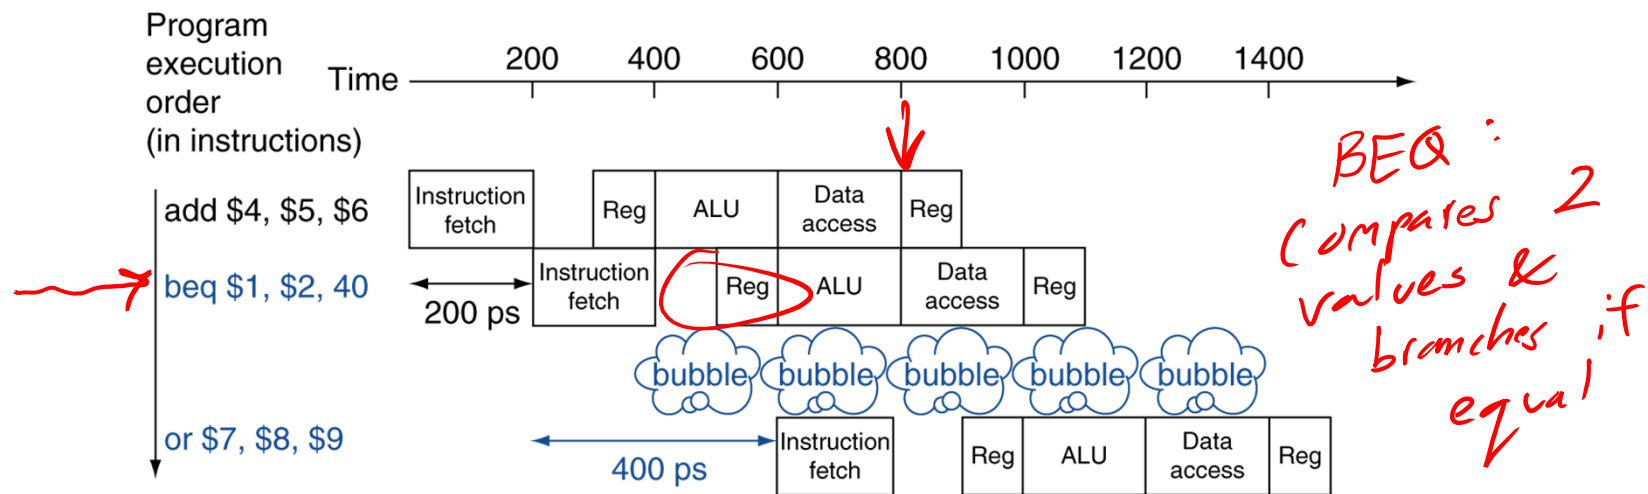 Program
execution
order
(in instructions)
Time
200 400 600 800 1000 1200 1400
add $4, $5, $6
Instruction
fetch
Reg
ALU
Data
access
Reg
beq $1, $2, 40
200 ps
Instruction
fetch
Reg
ALU
Data
access
Reg
bubble bubble bubble bubble bubble
or $7, $8, $9
400 ps
Instruction
fetch
Reg
ALU
Data
access
Reg
BEQ :
Compares 2
values &
branches if
equal